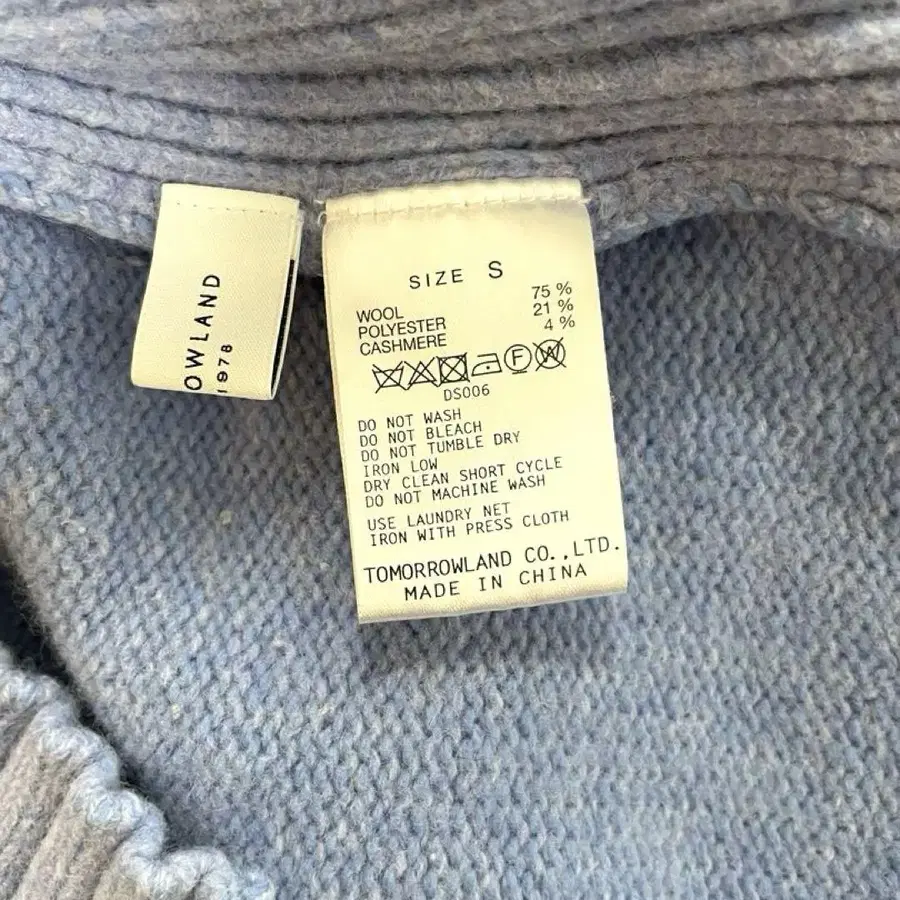 OWLAND
1978
SIZE S
WOOL 75 %
POLYESTER 21 %
CASHMERE 4 %
F W
DS006
DO NOT WASH
DO NOT BLEACH
DO NOT TUMBLE DRY
IRON LOW
DRY CLEAN SHORT CYCLE
DO NOT MACHINE WASH
USE LAUNDRY NET
IRON WITH PRESS CLOTH
TOMORROWLAND CO.,LTD.
MADE IN CHINA